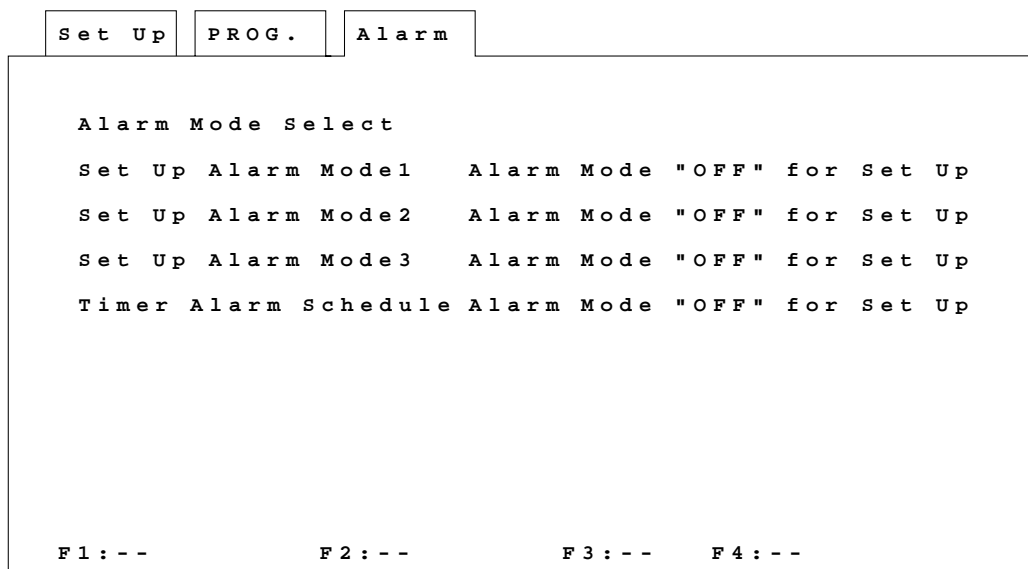 Set Up PROG. Alarm
Alarm Mode Select
Set Up Alarm Mode1 Alarm Mode "OFF" for Set Up
Set Up Alarm Mode2 Alarm Mode "OFF" for Set Up
Set Up Alarm Mode3 Alarm Mode "OFF" for Set Up
Timer Alarm Schedule Alarm Mode "OFF" for Set Up
F1:-- F2:-- F3:-- F4:--